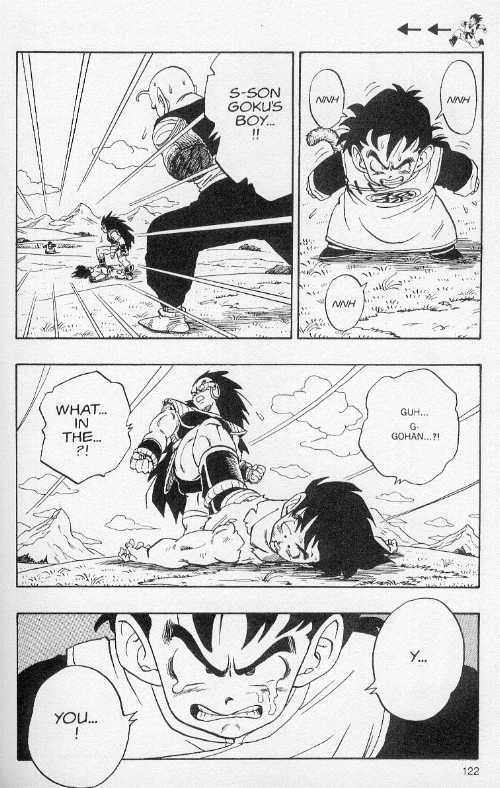 NNH
NNH
NNH
S-SON
GOKU'S
BOY...
!!
GUH...
G-
GOHAN...?!
WHAT...
IN
THE...
?!
Y...
YOU...
!
122